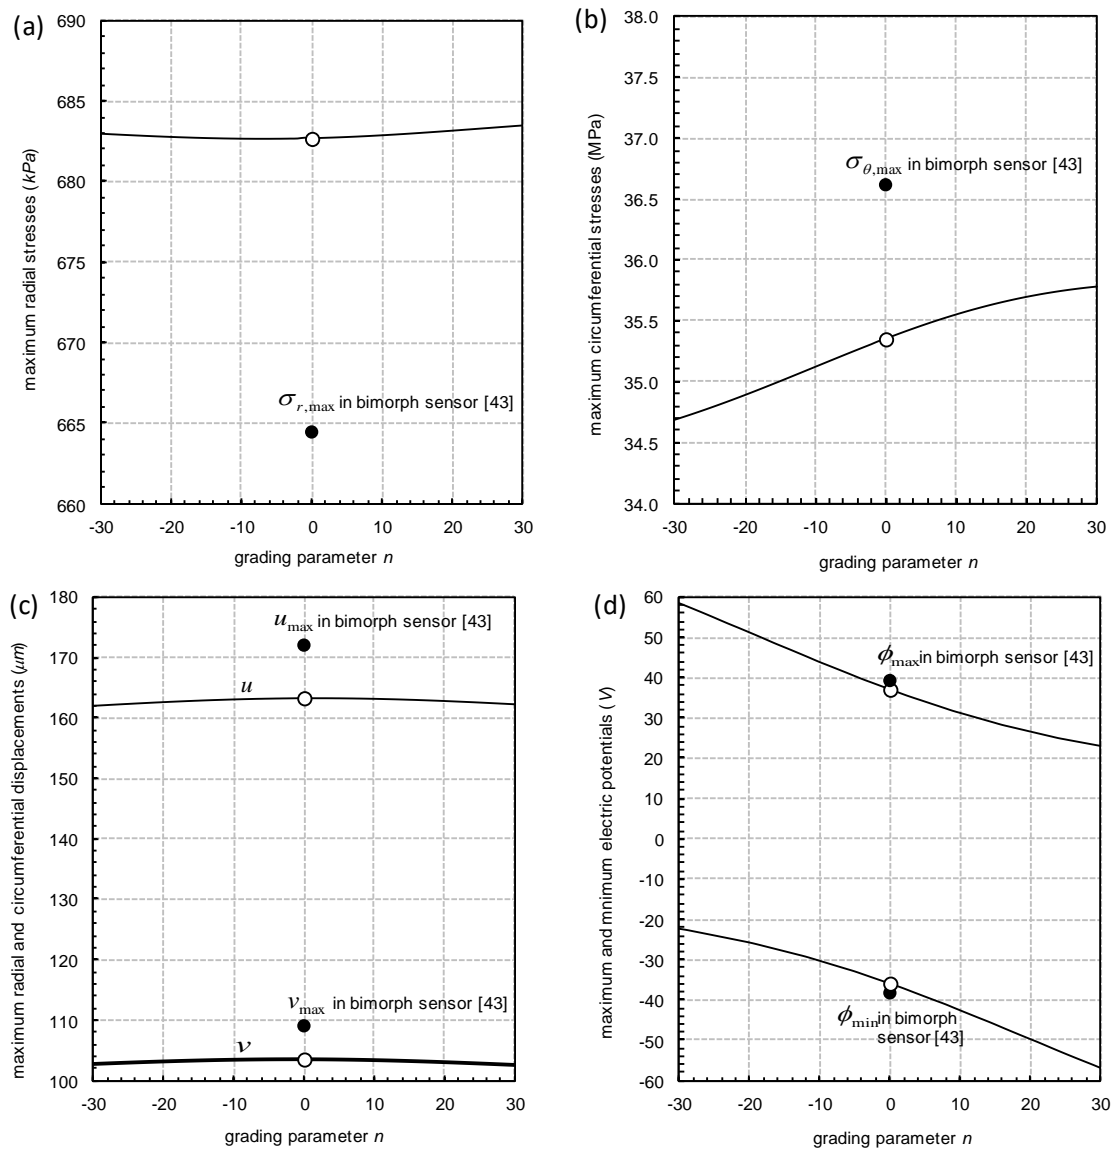 (a)
690
685
680
675
670
665
660
maximum radial stresses (kPa)
σr,max in bimorph sensor [43]
-30 -20 -10 0 10 20 30
grading parameter n
(b)
38.0
37.5
37.0
36.5
36.0
35.5
35.0
34.5
34.0
maximum circumferential stresses (MPa)
σθ,max in bimorph sensor [43]
-30 -20 -10 0 10 20 30
grading parameter n
(c)
180
170
160
150
140
130
120
110
100
maximum radial and circurferential displacements (μm)
umax in bimorph sensor [43]
u
vmax in bimorph sensor [43]
v
-30 -20 -10 0 10 20 30
grading parameter n
(d)
60
50
40
30
20
10
0
-10
-20
-30
-40
-50
-60
maximum and mnimum electric potentials (V)
ϕmax in bimorph sensor [43]
ϕmin in bimorph
sensor [43]
-30 -20 -10 0 10 20 30
grading parameter n